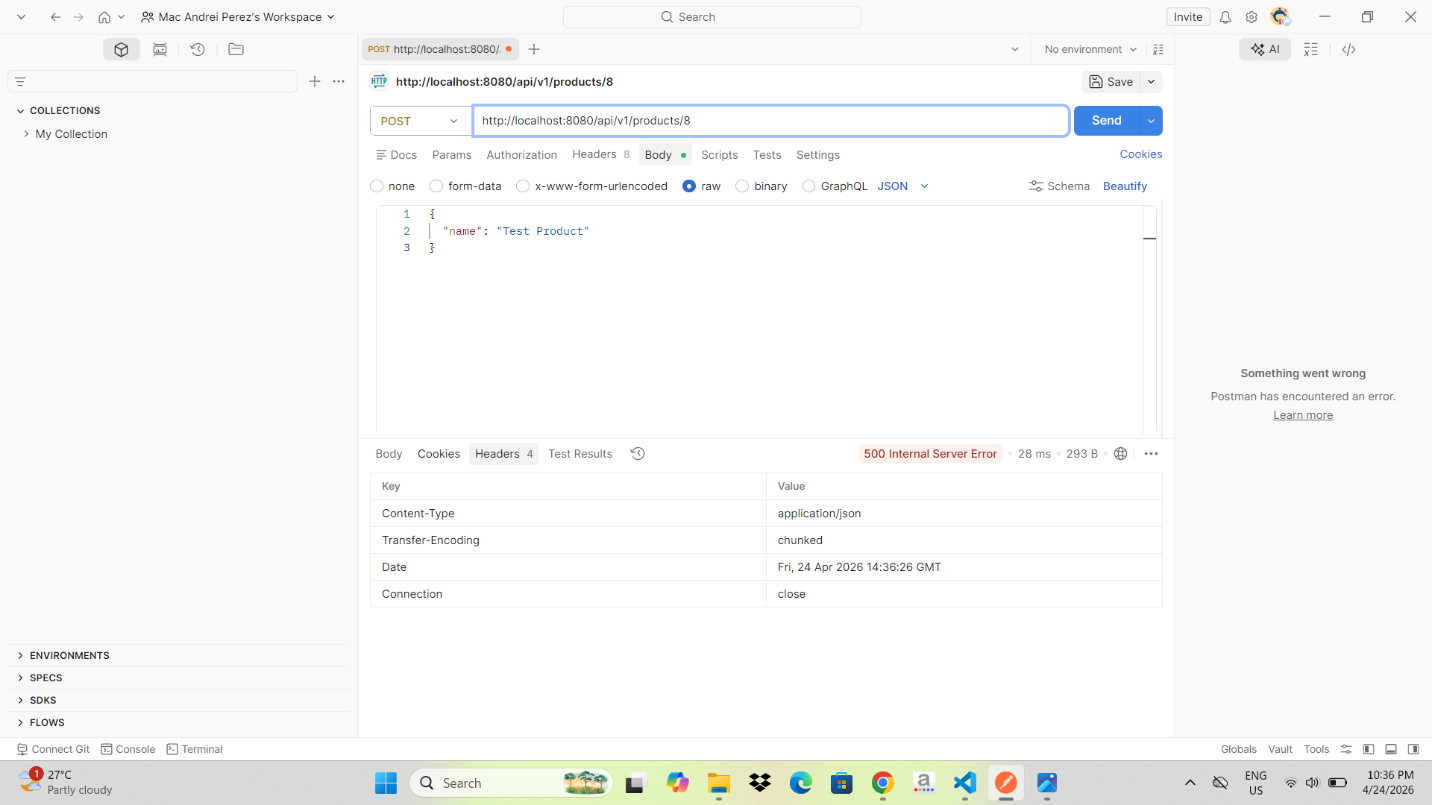 Mac Andrei Perez's Workspace
Search
Invite
POST http://localhost:8080/
No environment
AI
HTTP http://localhost:8080/api/v1/products/8
Save
COLLECTIONS
My Collection
POST
http://localhost:8080/api/v1/products/8
Send
Docs Params Authorization Headers 8 Body Scripts Tests Settings
Cookies
none form-data x-www-form-urlencoded raw binary GraphQL JSON
Schema Beautify
1 {
2 "name": "Test Product"
3 }
Something went wrong
Postman has encountered an error.
Learn more
Body Cookies Headers 4 Test Results
500 Internal Server Error • 28 ms • 293 B
Key Value
Content-Type application/json
Transfer-Encoding chunked
Date Fri, 24 Apr 2026 14:36:26 GMT
Connection close
ENVIRONMENTS
SPECS
SDKS
FLOWS
Connect Git Console Terminal
Globals Vault Tools
1
27°C
Partly cloudy
Search
a
ENG
US
10:36 PM
4/24/2026